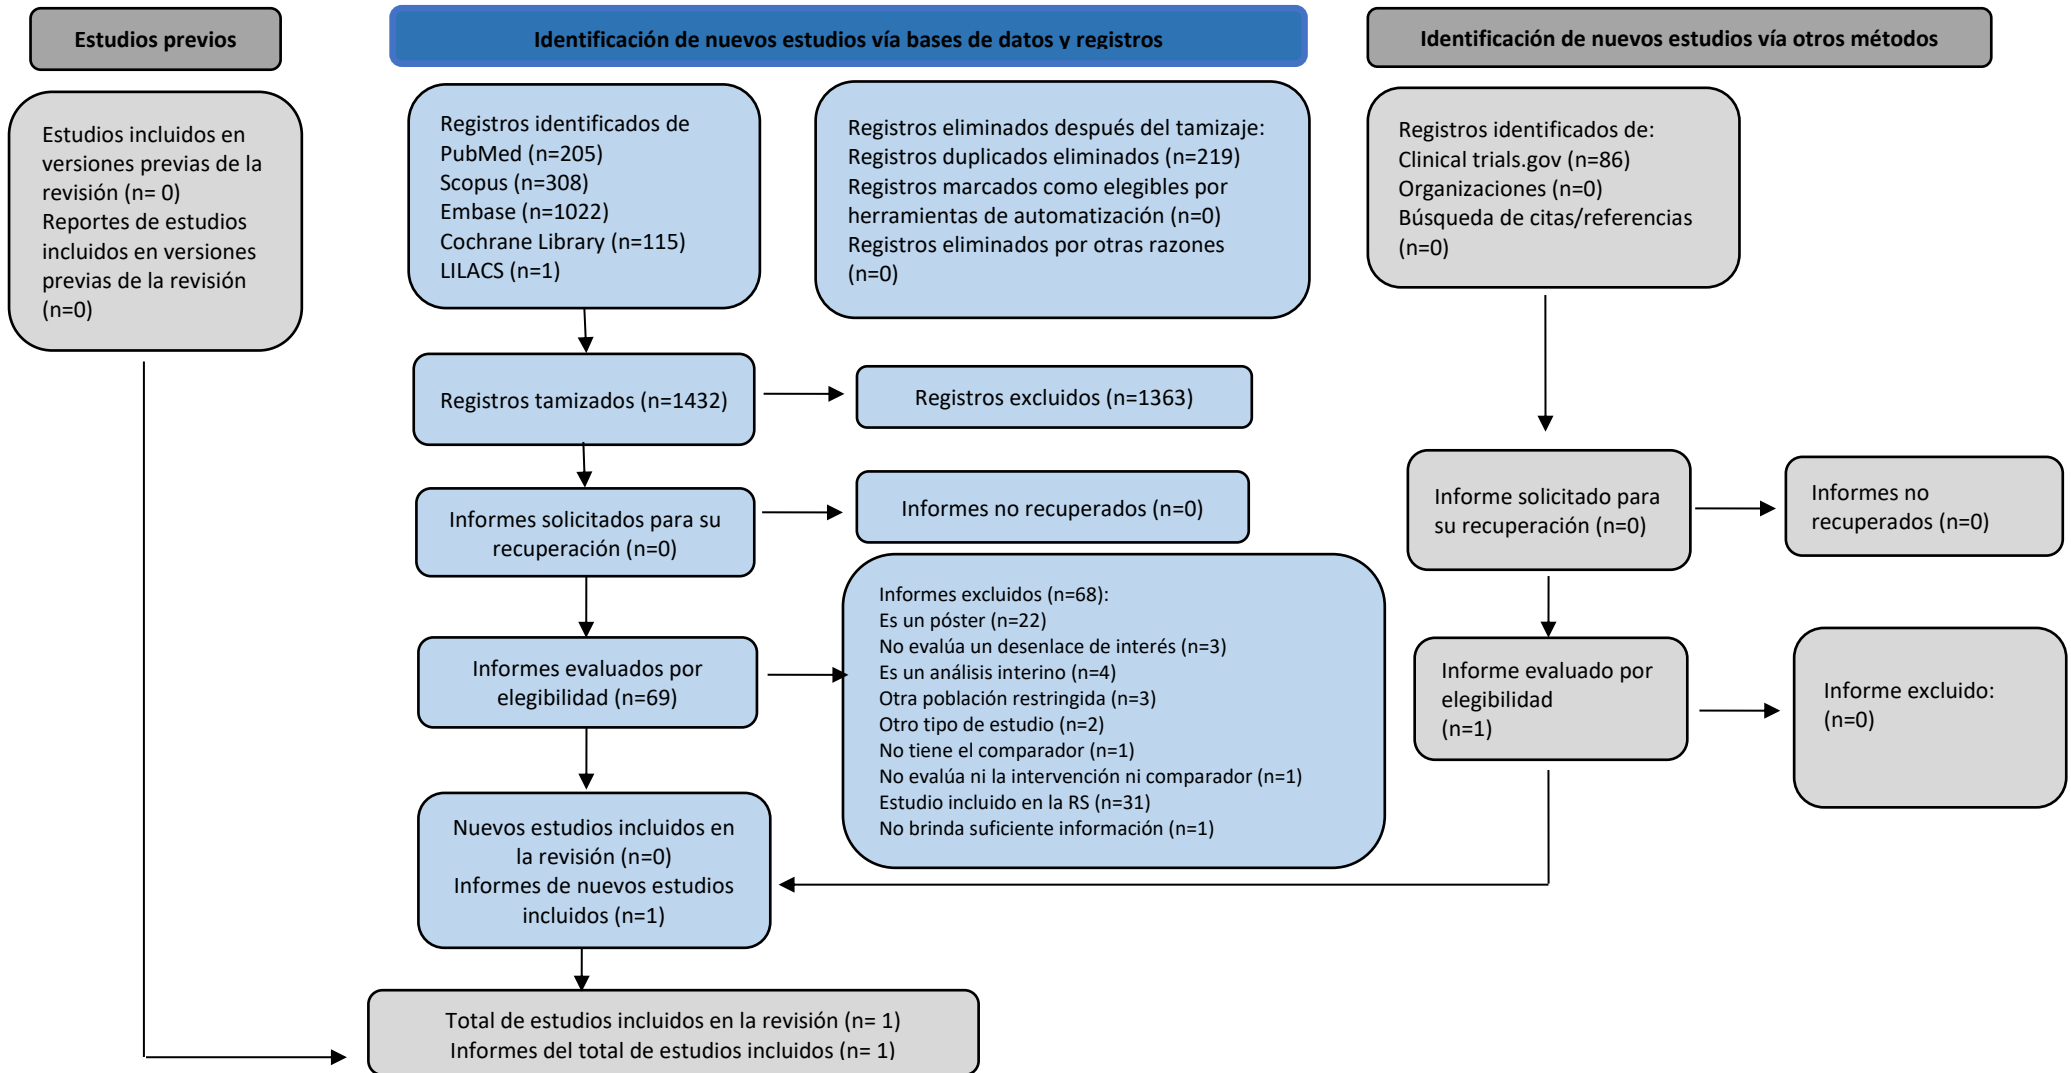 Estudios previos
Identificación de nuevos estudios vía bases de datos y registros
Identificación de nuevos estudios vía otros métodos
Estudios incluidos en
versiones previas de la
revisión (n= 0)
Reportes de estudios
incluidos en versiones
previas de la revisión
(n=0)
Registros identificados de
PubMed (n=205)
Scopus (n=308)
Embase (n=1022)
Cochrane Library (n=115)
LILACS (n=1)
Registros eliminados después del tamizaje:
Registros duplicados eliminados (n=219)
Registros marcados como elegibles por
herramientas de automatización (n=0)
Registros eliminados por otras razones
(n=0)
Registros identificados de:
Clinical trials.gov (n=86)
Organizaciones (n=0)
Búsqueda de citas/referencias
(n=0)
Registros tamizados (n=1432)
Registros excluidos (n=1363)
Informes solicitados para su
recuperación (n=0)
Informes no recuperados (n=0)
Informe solicitado para
su recuperación (n=0)
Informes no
recuperados (n=0)
Informes evaluados por
elegibilidad (n=69)
Informes excluidos (n=68):
Es un póster (n=22)
No evalúa un desenlace de interés (n=3)
Es un análisis interino (n=4)
Otra población restringida (n=3)
Otro tipo de estudio (n=2)
No tiene el comparador (n=1)
No evalúa ni la intervención ni comparador (n=1)
Estudio incluido en la RS (n=31)
No brinda suficiente información (n=1)
Informe evaluado por
elegibilidad
(n=1)
Informe excluido:
(n=0)
Nuevos estudios incluidos en
la revisión (n=0)
Informes de nuevos estudios
incluidos (n=1)
Total de estudios incluidos en la revisión (n= 1)
Informes del total de estudios incluidos (n= 1)